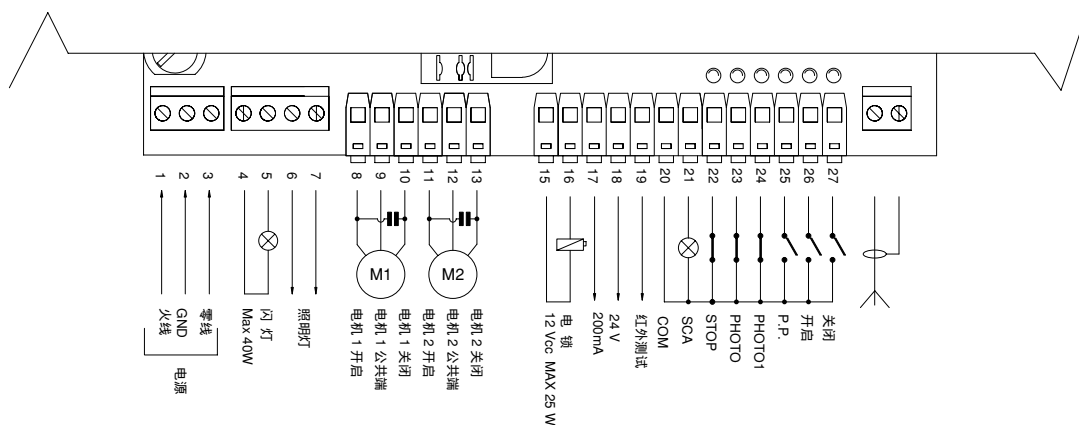 1
2
3
4
5
6
7
8
9
10
11
12
13
15
16
17
18
19
20
21
22
23
24
25
26
27
M1
M2
火线
GND
零线
电源
Max 40W
闪 灯
照明灯
电机 1 开启
电机 1 公共端
电机 1 关闭
电机 2 开启
电机 2 公共端
电机 2 关闭
12 Vcc MAX 25 W
电 锁
200mA
24 V
红外测试
COM
SCA
STOP
PHOTO
PHOTO1
P.P.
开启
关闭